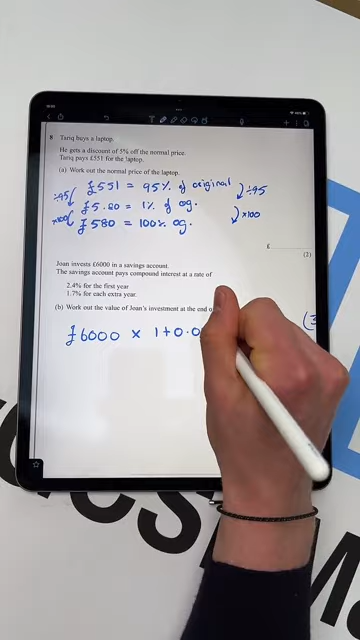 8 Tariq buys a laptop.
He gets a discount of 5% off the normal price.
Tariq pays £551 for the laptop.
(a) Work out the normal price of the laptop.
£551 = 95% of original
÷95 £5.80 = 1% of og. ÷95
×100 £580 = 100% og. ×100
£
(2)
Joan invests £6000 in a savings account.
The savings account pays compound interest at a rate of
2.4% for the first year
1.7% for each extra year.
(b) Work out the value of Joan's investment at the end
(3
£6000 × 1+0.0